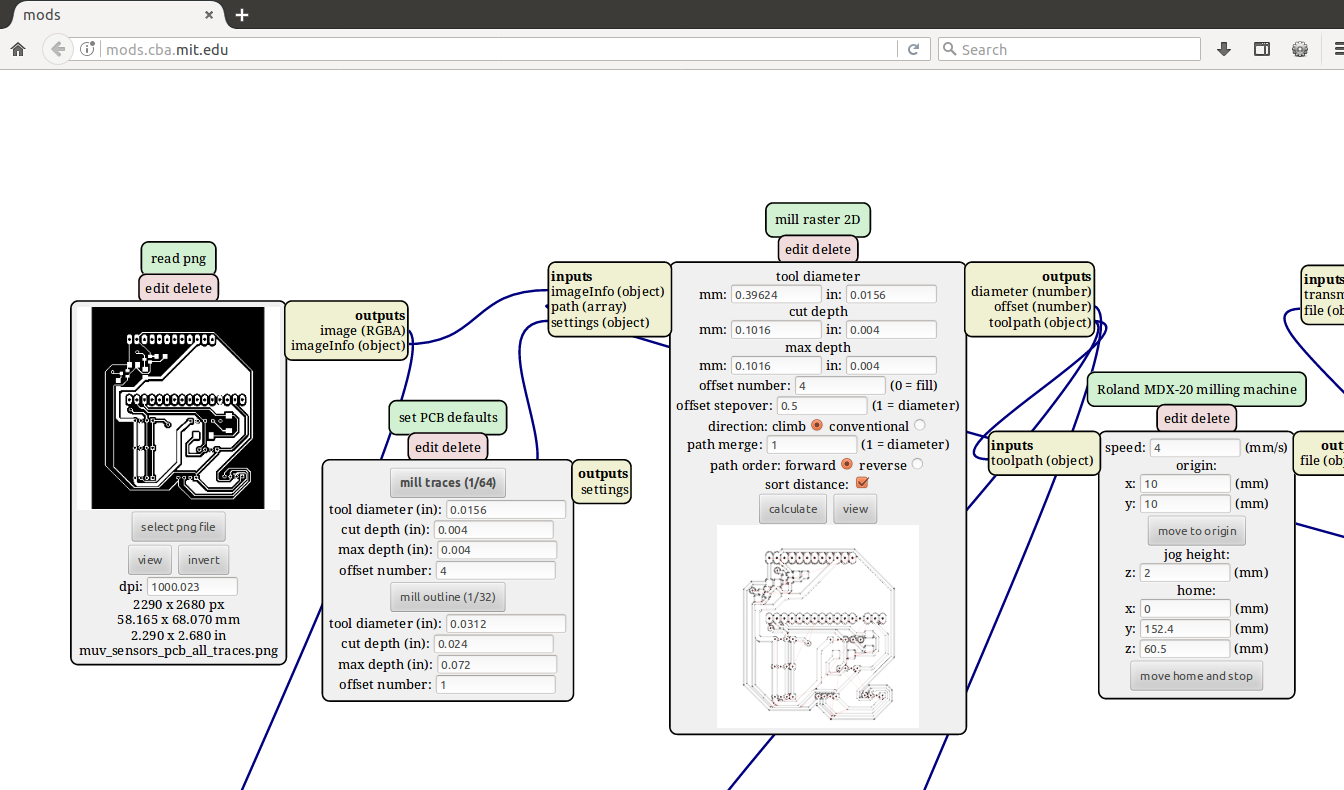 mods
mods.cba.mit.edu
Search
read png
edit delete
outputs
image (RGBA)
imageInfo (object)
select png file
view invert
dpi: 1000.023
2290 x 2680 px
58.165 x 68.070 mm
2.290 x 2.680 in
muv_sensors_pcb_all_traces.png
set PCB defaults
edit delete
mill traces (1/64)
tool diameter (in): 0.0156
cut depth (in): 0.004
max depth (in): 0.004
offset number: 4
mill outline (1/32)
tool diameter (in): 0.0312
cut depth (in): 0.024
max depth (in): 0.072
offset number: 1
outputs
settings
inputs
imageInfo (object)
path (array)
settings (object)
mill raster 2D
edit delete
tool diameter
mm: 0.39624 in: 0.0156
cut depth
mm: 0.1016 in: 0.004
max depth
mm: 0.1016 in: 0.004
offset number: 4 (0 = fill)
offset stepover: 0.5 (1 = diameter)
direction: climb conventional
path merge: 1 (1 = diameter)
path order: forward reverse
sort distance:
calculate view
outputs
diameter (number)
offset (number)
toolpath (object)
inputs
toolpath (object)
Roland MDX-20 milling machine
edit delete
speed: 4 (mm/s)
origin:
x: 10 (mm)
y: 10 (mm)
move to origin
jog height:
z: 2 (mm)
home:
x: 0 (mm)
y: 152.4 (mm)
z: 60.5 (mm)
move home and stop
out
file (ob
inputs
transm
file (ob